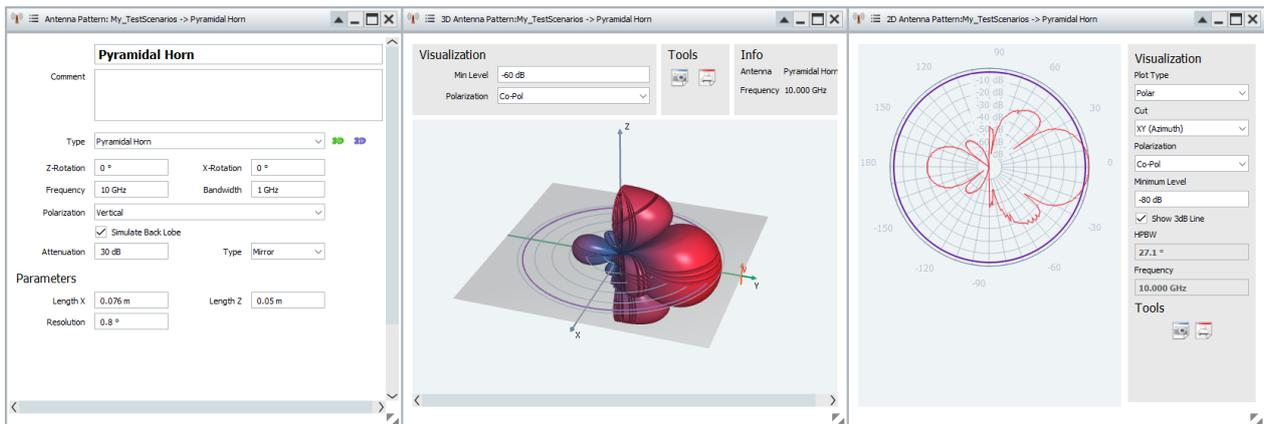 Antenna Pattern: My_TestScenarios -> Pyramidal Horn
Pyramidal Horn
Comment
Type Pyramidal Horn 3D 2D
Z-Rotation 0 ° X-Rotation 0 °
Frequency 10 GHz Bandwidth 1 GHz
Polarization Vertical
Simulate Back Lobe
Attenuation 30 dB Type Mirror
Parameters
Length X 0.076 m Length Z 0.05 m
Resolution 0.8 °
3D Antenna Pattern:My_TestScenarios -> Pyramidal Horn
Visualization
Min Level -60 dB
Polarization Co-Pol
Tools
Info
Antenna Pyramidal Horn
Frequency 10.000 GHz
Z
Y
X
2D Antenna Pattern:My_TestScenarios -> Pyramidal Horn
90
120
60
150
30
180
0
-150
-30
-120
-60
-90
-10 dB
-20 dB
-30 dB
-40 dB
Visualization
Plot Type
Polar
Cut
XY (Azimuth)
Polarization
Co-Pol
Minimum Level
-80 dB
Show 3dB Line
HPBW
27.1 °
Frequency
10.000 GHz
Tools